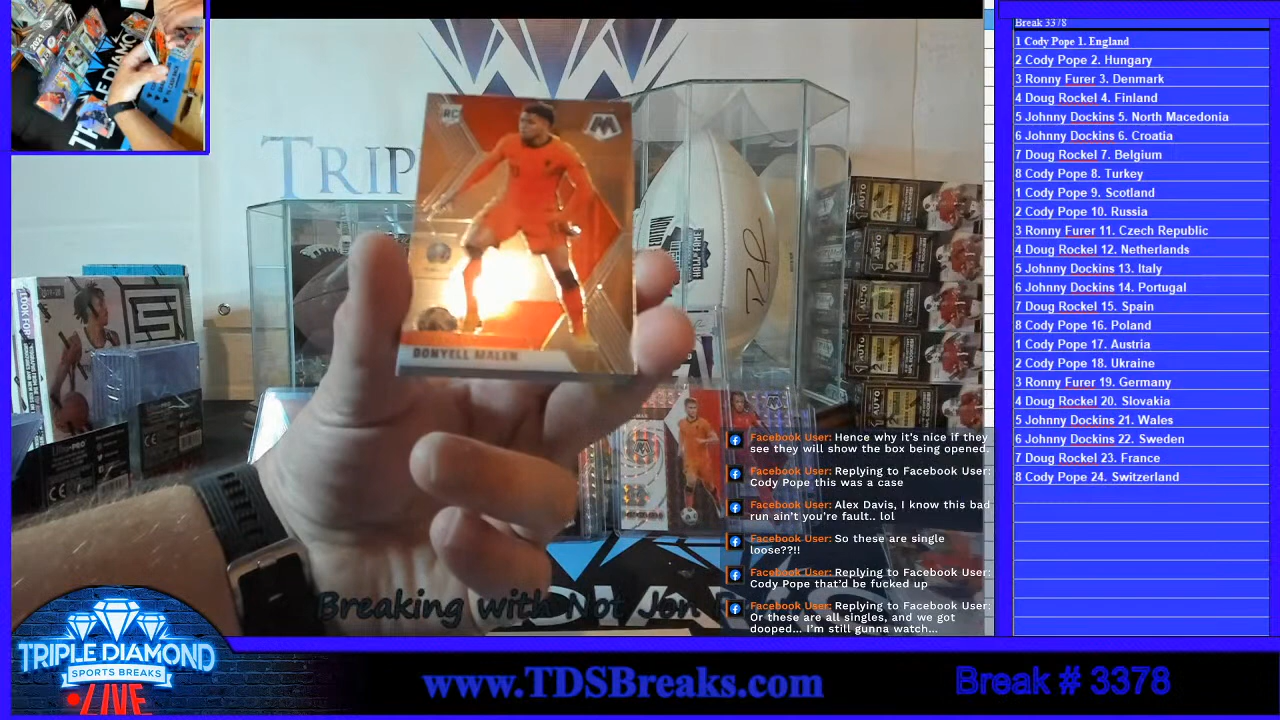 Break 3378
1 Cody Pope 1. England
2 Cody Pope 2. Hungary
3 Ronny Furer 3. Denmark
4 Doug Rockel 4. Finland
5 Johnny Dockins 5. North Macedonia
6 Johnny Dockins 6. Croatia
7 Doug Rockel 7. Belgium
8 Cody Pope 8. Turkey
1 Cody Pope 9. Scotland
2 Cody Pope 10. Russia
3 Ronny Furer 11. Czech Republic
4 Doug Rockel 12. Netherlands
5 Johnny Dockins 13. Italy
6 Johnny Dockins 14. Portugal
7 Doug Rockel 15. Spain
8 Cody Pope 16. Poland
1 Cody Pope 17. Austria
2 Cody Pope 18. Ukraine
3 Ronny Furer 19. Germany
4 Doug Rockel 20. Slovakia
5 Johnny Dockins 21. Wales
6 Johnny Dockins 22. Sweden
7 Doug Rockel 23. France
8 Cody Pope 24. Switzerland
TRIP
RC
DONYELL MALEN
Facebook User: Hence why it's nice if they
see they will show the box being opened.
Facebook User: Replying to Facebook User:
Cody Pope this was a case
Facebook User: Alex Davis, I know this bad
run ain't you're fault.. lol
Facebook User: So these are single
loose??!!
Facebook User: Replying to Facebook User:
Cody Pope that'd be fucked up
Facebook User: Replying to Facebook User:
Or these are all singles, and we got
dooped... I'm still gunna watch...
Breaking with Not Jon
TRIPLE DIAMOND
SPORTS BREAKS
LIVE
www.TDSBreaks.com
Break # 3378